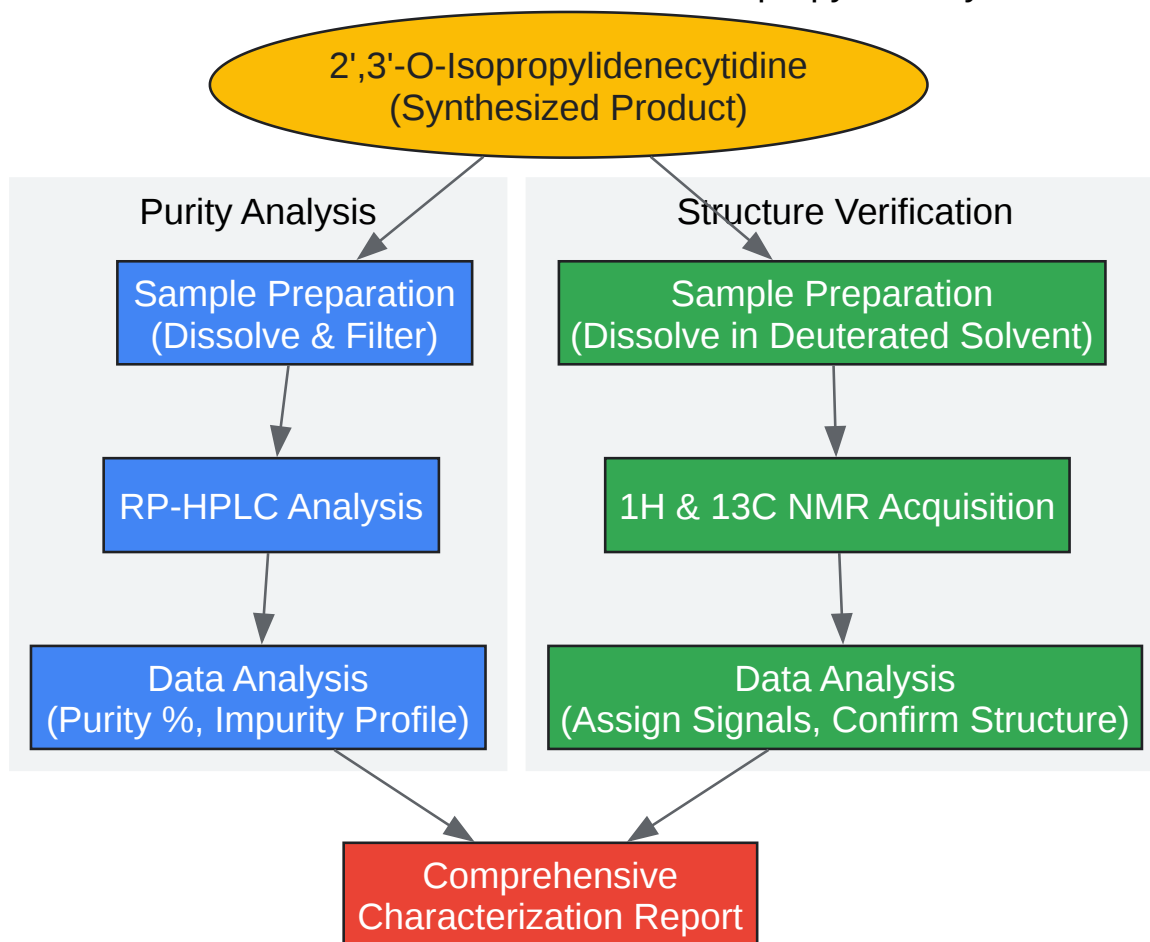 2',3'-O-Isopropylidenecytidine
(Synthesized Product)
Purity Analysis
Sample Preparation
(Dissolve & Filter)
RP-HPLC Analysis
Data Analysis
(Purity %, Impurity Profile)
Structure Verification
Sample Preparation
(Dissolve in Deuterated Solvent)
1H & 13C NMR Acquisition
Data Analysis
(Assign Signals, Confirm Structure)
Comprehensive
Characterization Report